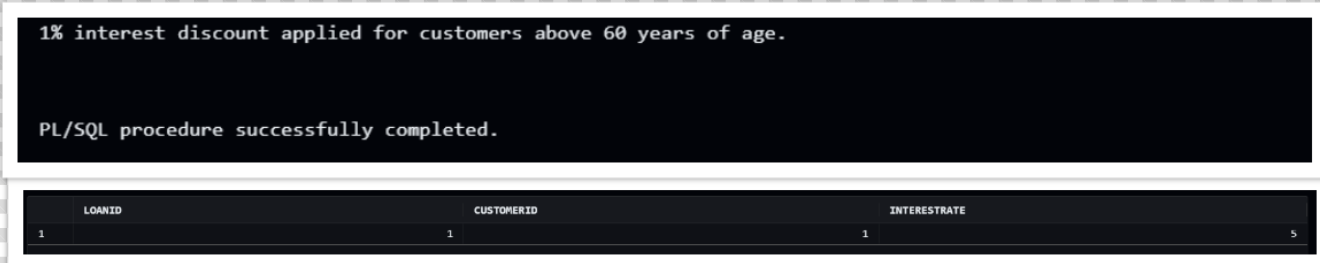 1% interest discount applied for customers above 60 years of age.
PL/SQL procedure successfully completed.
LOANID CUSTOMERID INTERESTRATE
1 1 1 5